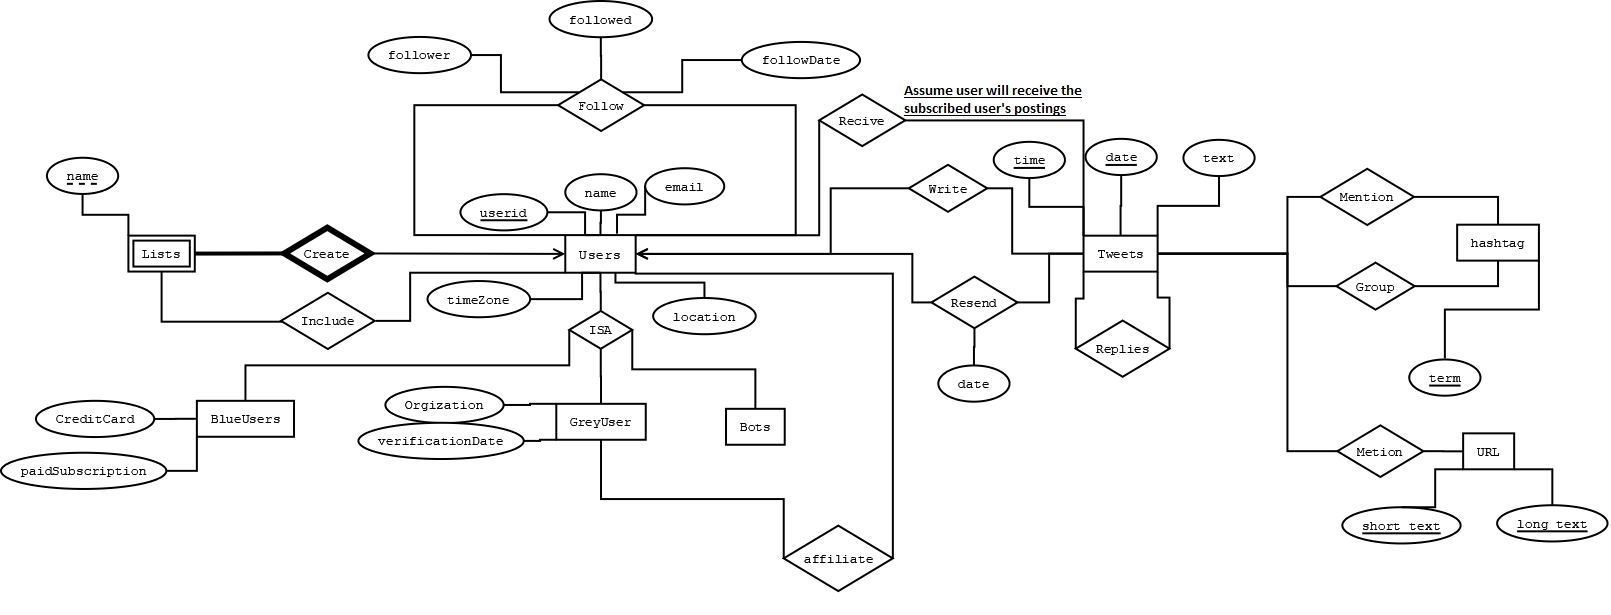 followed
follower
followDate
Follow
Assume user will receive the
subscribed user's postings
Recive
time
date
text
name
userid
name
email
Write
Mention
hashtag
Lists
Create
Users
Tweets
Group
timeZone
location
Include
ISA
Resend
Replies
date
term
CreditCard
BlueUsers
Orgization
GreyUser
Bots
verificationDate
paidSubscription
Metion
URL
short text
long text
affiliate